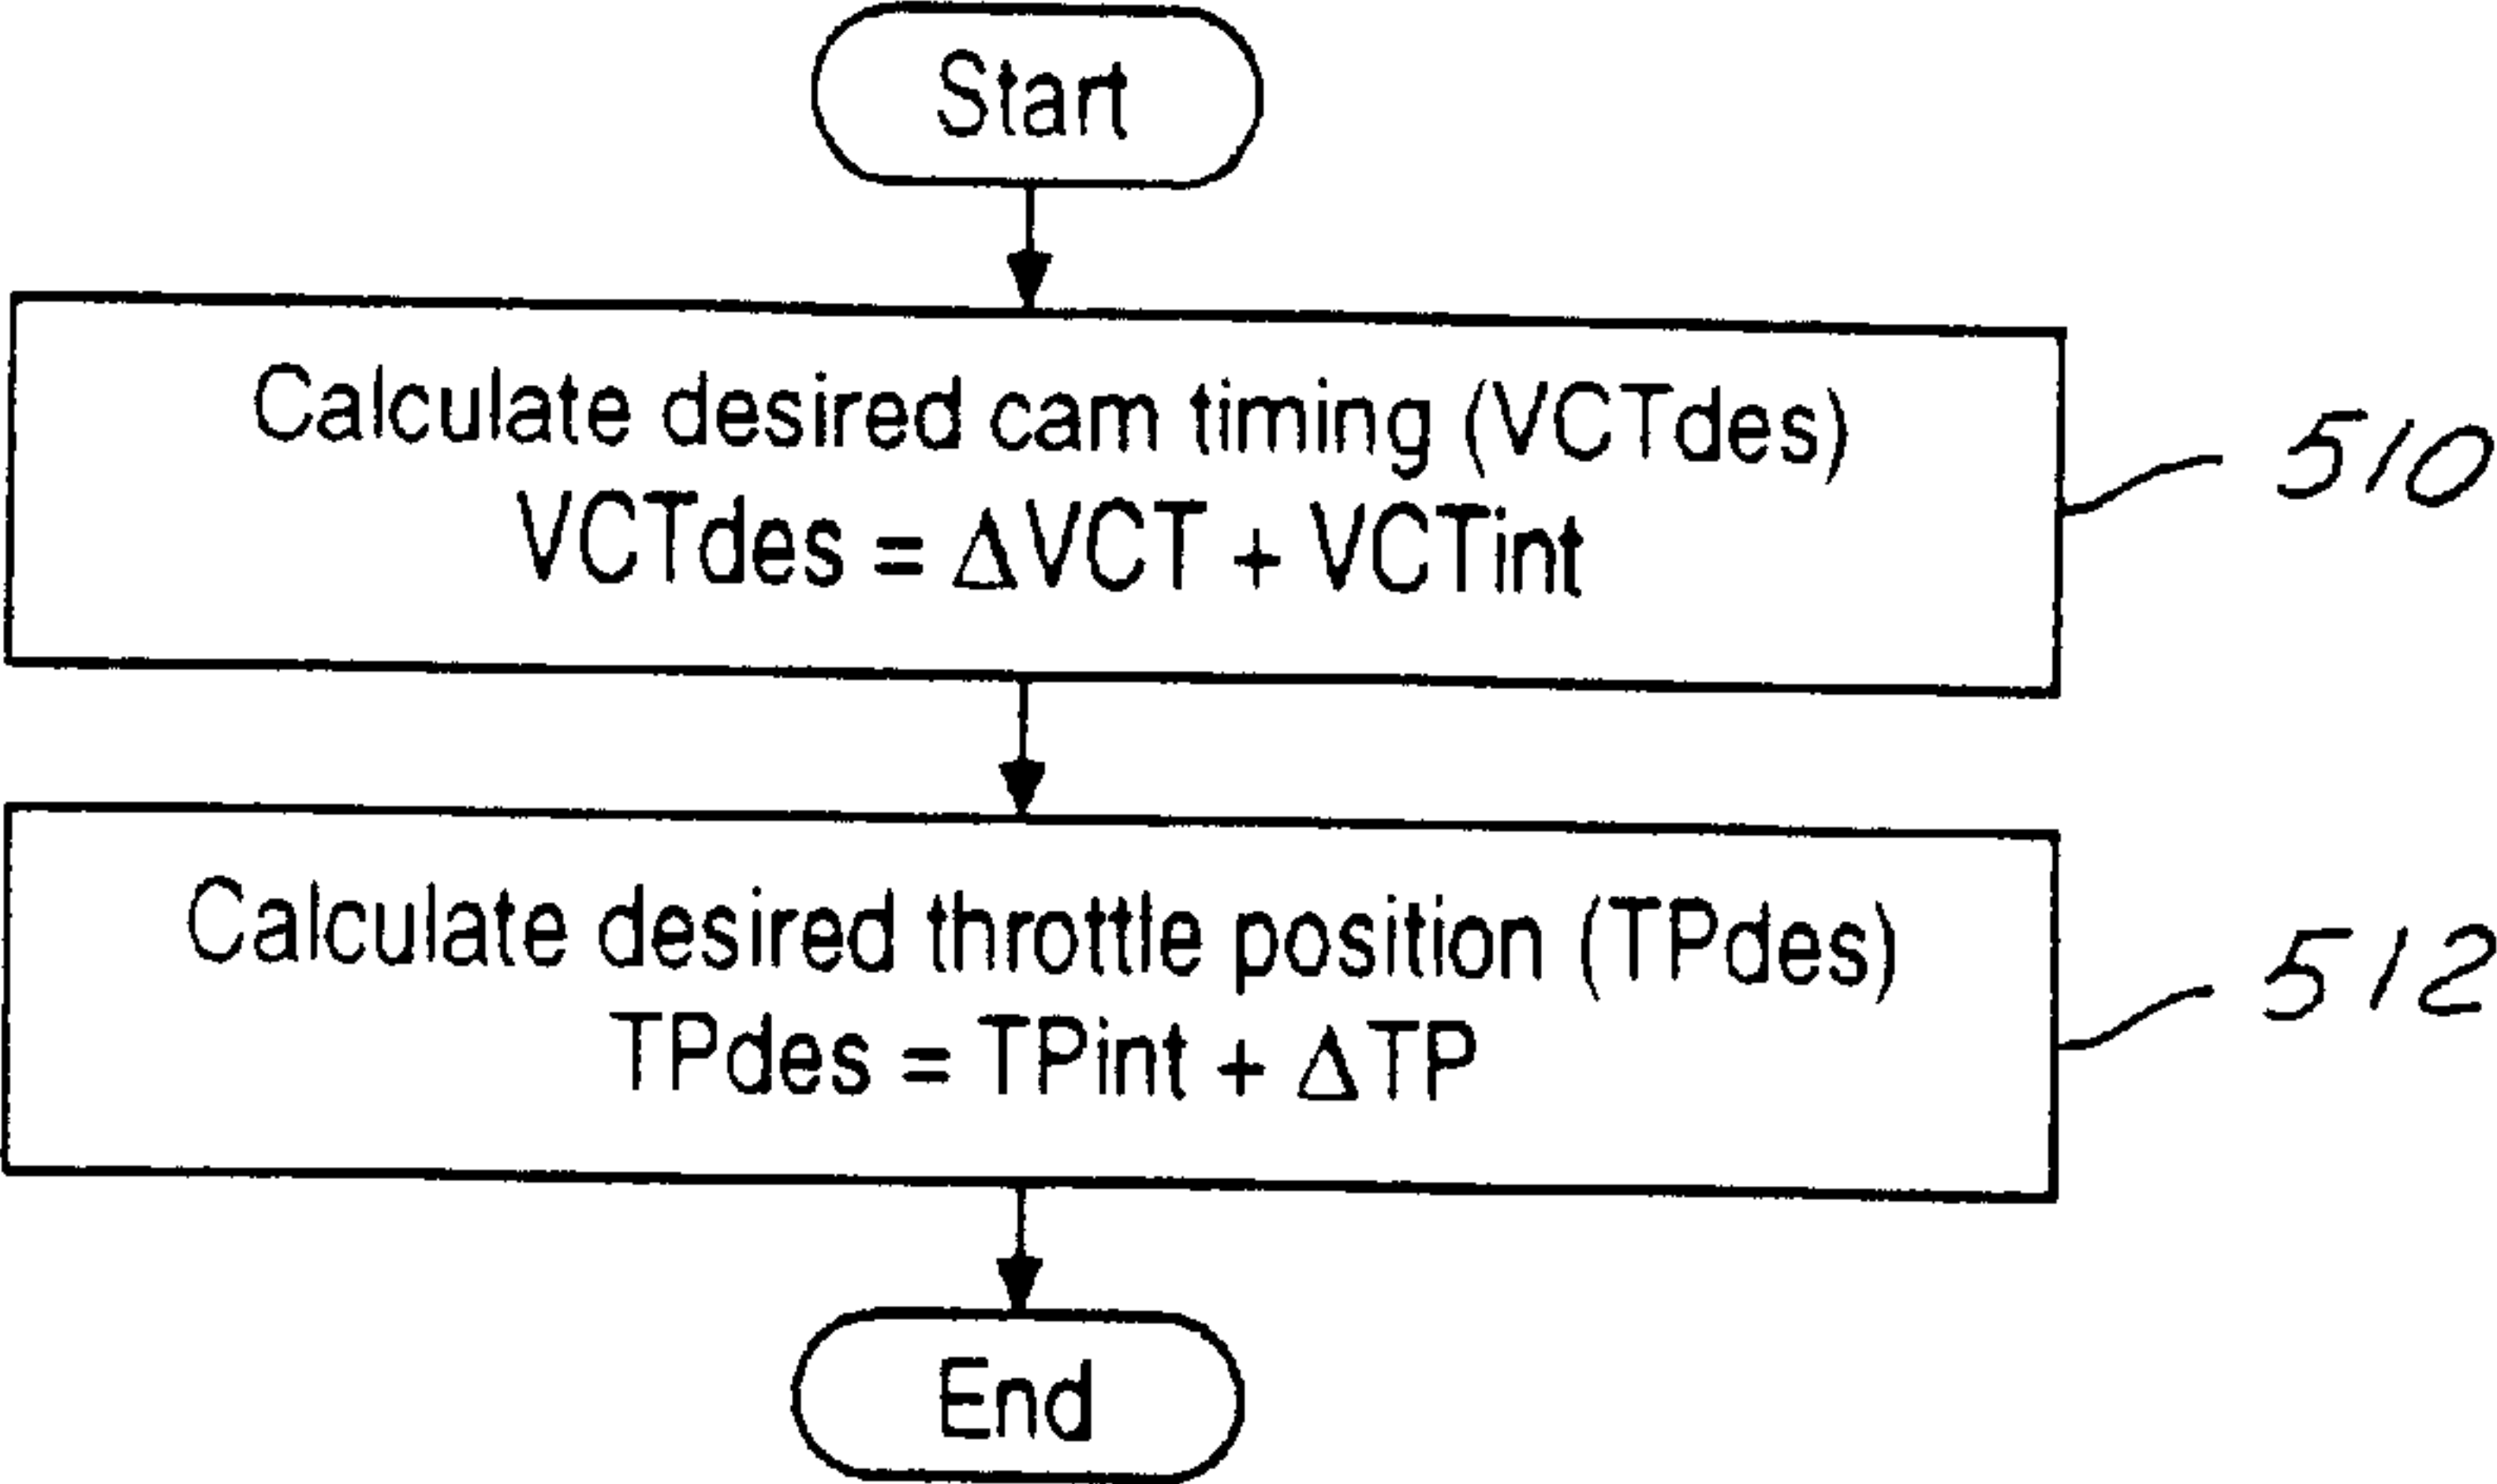 Start
Calculate desired cam timing (VCTdes)
VCTdes = ΔVCT + VCTint
510
Calculate desired throttle position (TPdes)
TPdes = TPint + ΔTP
512
End